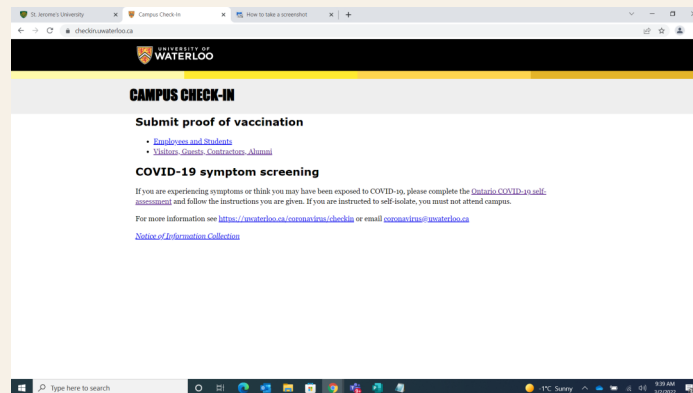 St. Jerome's University
Campus Check-In
How to take a screenshot
checkin.uwaterloo.ca
UNIVERSITY OF
WATERLOO
CAMPUS CHECK-IN
Submit proof of vaccination
Employees and Students
Visitors, Guests, Contractors, Alumni
COVID-19 symptom screening
If you are experiencing symptoms or think you may have been exposed to COVID-19, please complete the Ontario COVID-19 self-
assessment and follow the instructions you are given. If you are instructed to self-isolate, you must not attend campus.
For more information see https://uwaterloo.ca/coronavirus/checkin or email coronavirus@uwaterloo.ca
Notice of Information Collection
Type here to search
-1°C Sunny
9:39 AM
3/2/2022